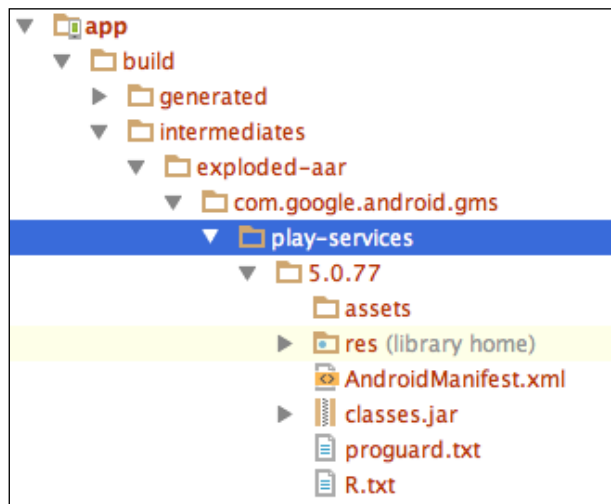 app
build
generated
intermediates
exploded-aar
com.google.android.gms
play-services
5.0.77
assets
res (library home)
AndroidManifest.xml
classes.jar
proguard.txt
R.txt